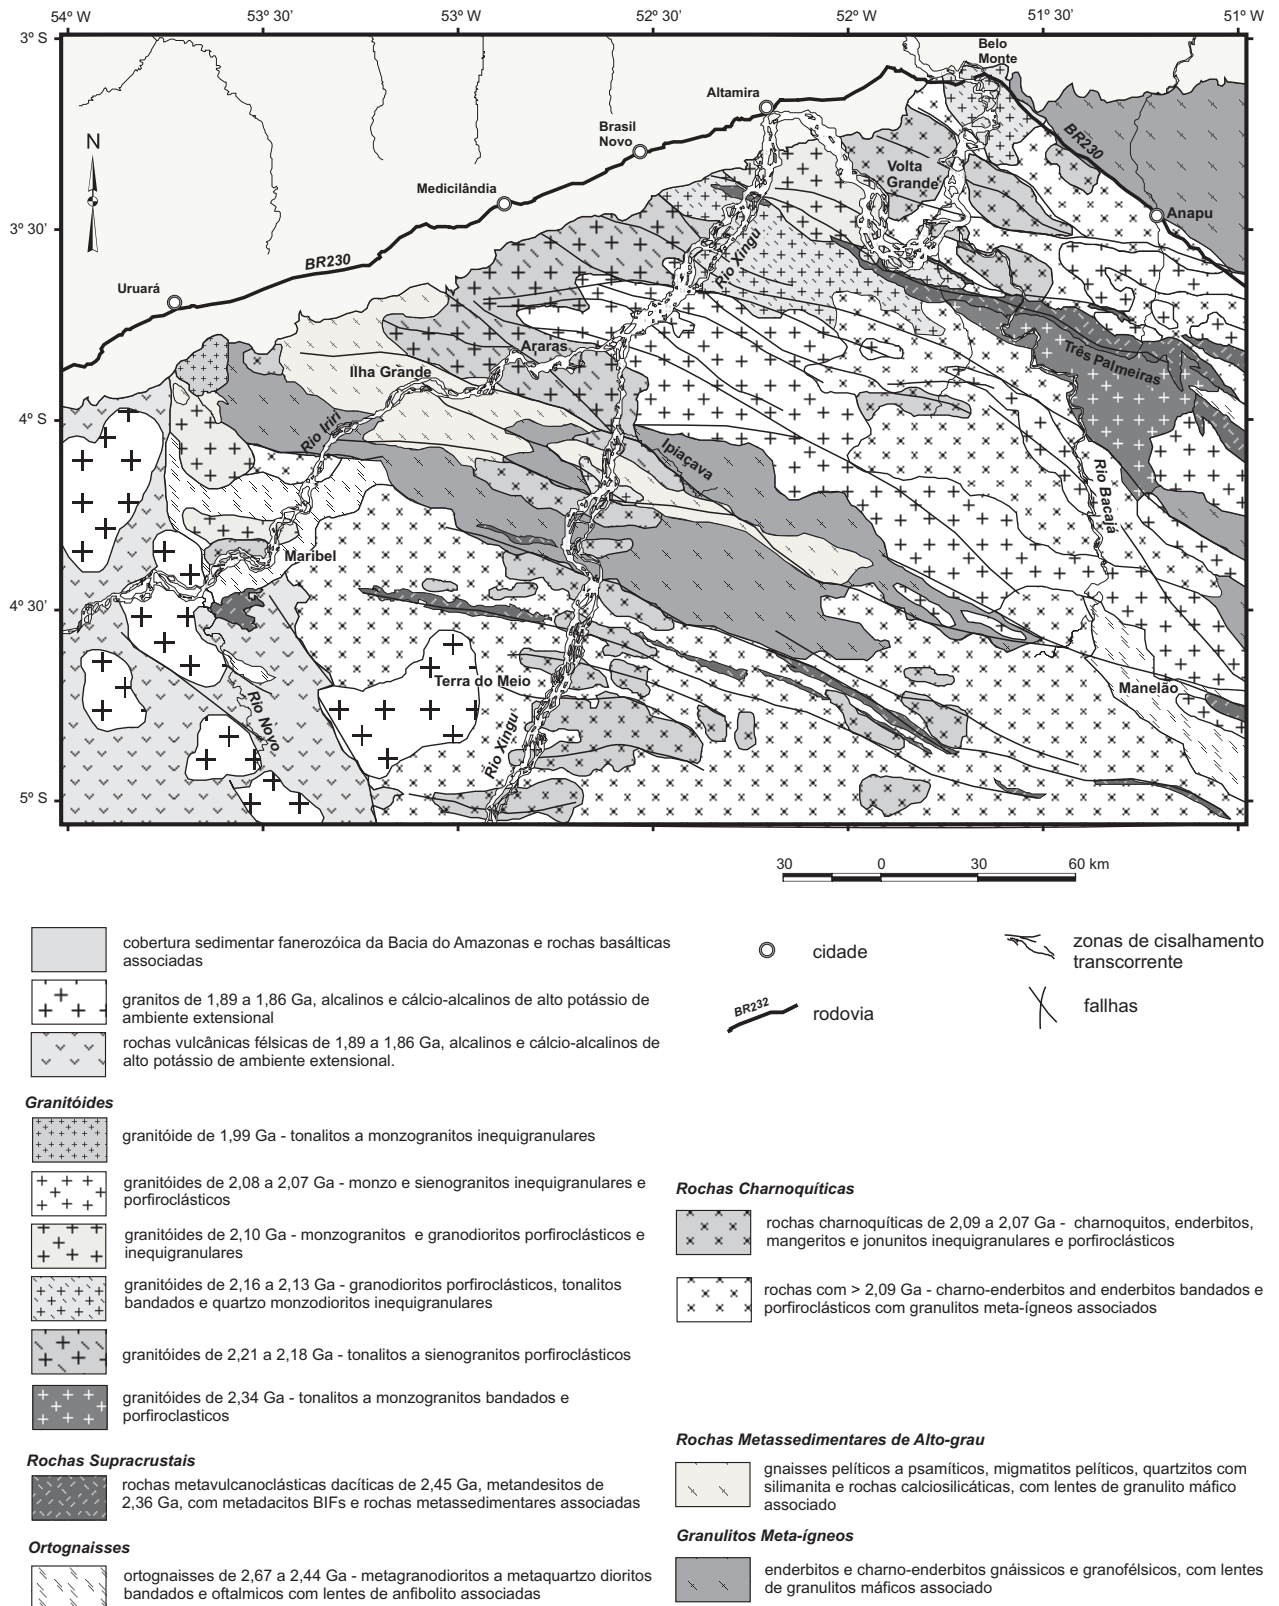 54º W
53º 30'
53º W
52º 30'
52º W
51º 30'
51º W
3º S
3º 30'
4º S
4º 30'
5º S
N
Belo
Monte
Altamira
Brasil
Novo
BR230
Medicilândia
Volta
Grande
Anapu
Rio Xingu
BR230
Uruará
Araras
Três Palmeiras
Ilha Grande
Rio Iriri
Ipiaçava
Rio Bacajá
Maribel
Manelão
Terra do Meio
Rio Novo
Rio Xingu
30 0 30 60 km
cobertura sedimentar fanerozóica da Bacia do Amazonas e rochas basálticas
associadas
granitos de 1,89 a 1,86 Ga, alcalinos e cálcio-alcalinos de alto potássio de
ambiente extensional
rochas vulcânicas félsicas de 1,89 a 1,86 Ga, alcalinos e cálcio-alcalinos de
alto potássio de ambiente extensional.
cidade
zonas de cisalhamento
transcorrente
BR232
rodovia
fallhas
Granitóides
granitóide de 1,99 Ga - tonalitos a monzogranitos inequigranulares
granitóides de 2,08 a 2,07 Ga - monzo e sienogranitos inequigranulares e
porfiroclásticos
granitóides de 2,10 Ga - monzogranitos e granodioritos porfiroclásticos e
inequigranulares
granitóides de 2,16 a 2,13 Ga - granodioritos porfiroclásticos, tonalitos
bandados e quartzo monzodioritos inequigranulares
granitóides de 2,21 a 2,18 Ga - tonalitos a sienogranitos porfiroclásticos
granitóides de 2,34 Ga - tonalitos a monzogranitos bandados e
porfiroclasticos
Rochas Supracrustais
rochas metavulcanoclásticas dacíticas de 2,45 Ga, metandesitos de
2,36 Ga, com metadacitos BIFs e rochas metassedimentares associadas
Ortognaisses
ortognaisses de 2,67 a 2,44 Ga - metagranodioritos a metaquartzo dioritos
bandados e oftalmicos com lentes de anfibolito associadas
Rochas Charnoquíticas
rochas charnoquíticas de 2,09 a 2,07 Ga - charnoquitos, enderbitos,
mangeritos e jonunitos inequigranulares e porfiroclásticos
rochas com > 2,09 Ga - charno-enderbitos and enderbitos bandados e
porfiroclásticos com granulitos meta-ígneos associados
Rochas Metassedimentares de Alto-grau
gnaisses pelíticos a psamíticos, migmatitos pelíticos, quartzitos com
silimanita e rochas calciosilicáticas, com lentes de granulito máfico
associado
Granulitos Meta-ígneos
enderbitos e charno-enderbitos gnáissicos e granofélsicos, com lentes
de granulitos máficos associado